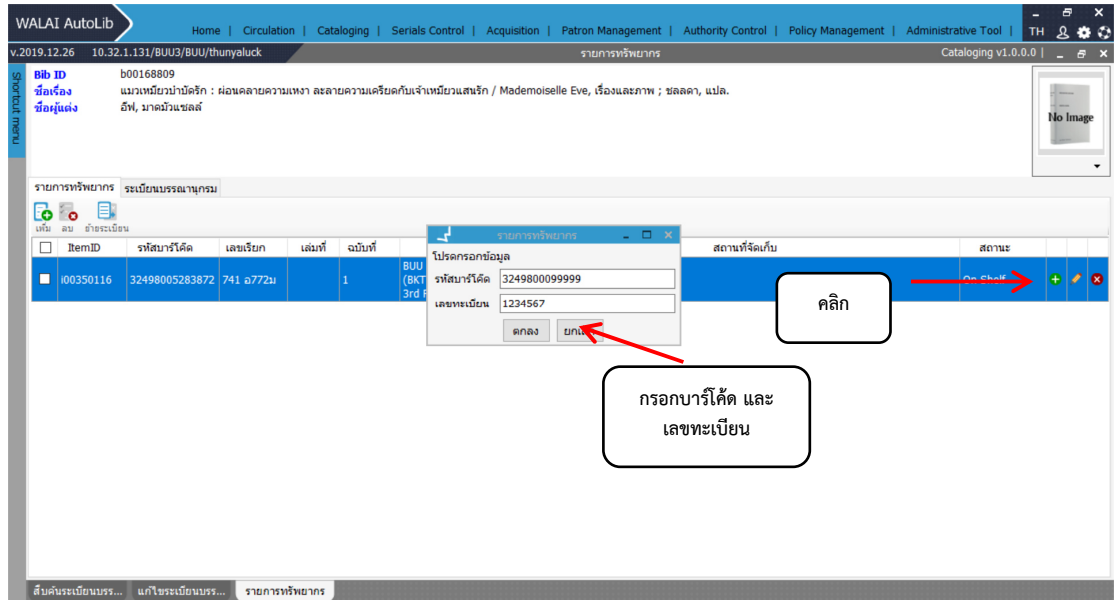 WALAI AutoLib
Home | Circulation | Cataloging | Serials Control | Acquisition | Patron Management | Authority Control | Policy Management | Administrative Tool | TH
v.2019.12.26 10.32.1.131/BUU3/BUU/thunyaluck รายการทรัพยากร Cataloging v1.0.0.0 |
Shortcut menu
Bib ID b00168809
ชื่อเรื่อง แมวเหมียวบำบัดรัก : ผ่อนคลายความเหงา ละลายความเครียดกับเจ้าเหมียวแสนรัก / Mademoiselle Eve, เรื่องและภาพ ; ชลลดา, แปล.
ชื่อผู้แต่ง อีฟ, มาดมัวแซลล์
No Image
รายการทรัพยากร ระเบียนบรรณานุกรม
เพิ่ม ลบ ย้ายระเบียน
ItemID รหัสบาร์โค้ด เลขเรียก เล่มที่ ฉบับที่ สถานที่จัดเก็บ สถานะ
i00350116 32498005283872 741 อ772ม 1 On Shelf
BUU
(BKT
3rd
รายการทรัพยากร
โปรดกรอกข้อมูล
รหัสบาร์โค้ด 3249800099999
เลขทะเบียน 1234567
ตกลง
คลิก
กรอกบาร์โค้ด และ
เลขทะเบียน
สืบค้นระเบียนบรร... แก้ไขระเบียนบรร... รายการทรัพยากร